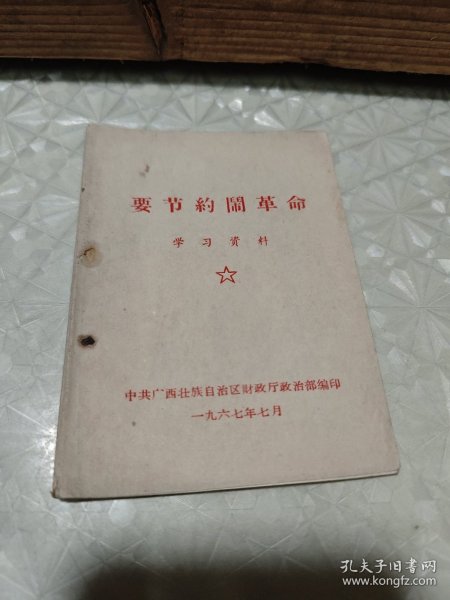 要节約鬧革命
学习资料
☆
中共广西壮族自治区財政厅政治部編印
一九六七年七月
孔夫子旧书网
www.kongfz.com